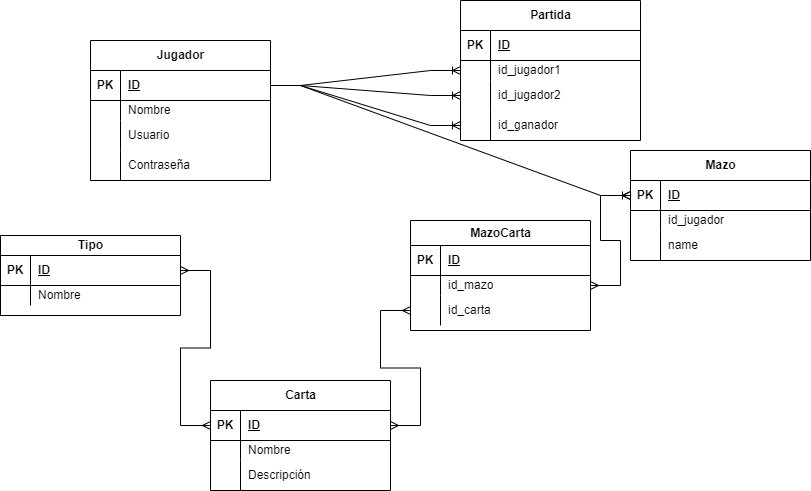 Partida
PK ID
id_jugador1
id_jugador2
id_ganador
Jugador
PK ID
Nombre
Usuario
Contraseña
Mazo
PK ID
id_jugador
name
MazoCarta
PK ID
id_mazo
id_carta
Tipo
PK ID
Nombre
Carta
PK ID
Nombre
Descripción